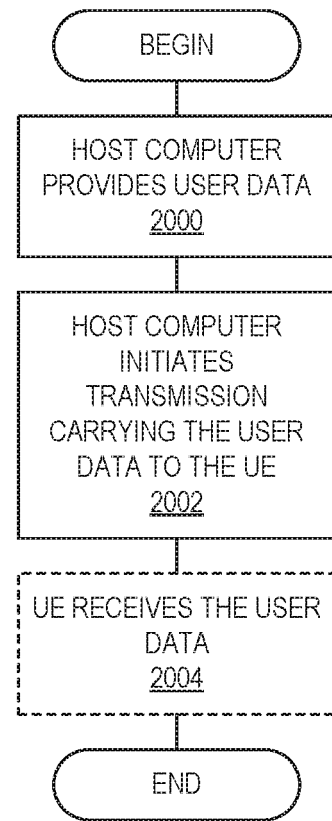 BEGIN
HOST COMPUTER
PROVIDES USER DATA
2000
HOST COMPUTER
INITIATES
TRANSMISSION
CARRYING THE USER
DATA TO THE UE
2002
UE RECEIVES THE USER
DATA
2004
END